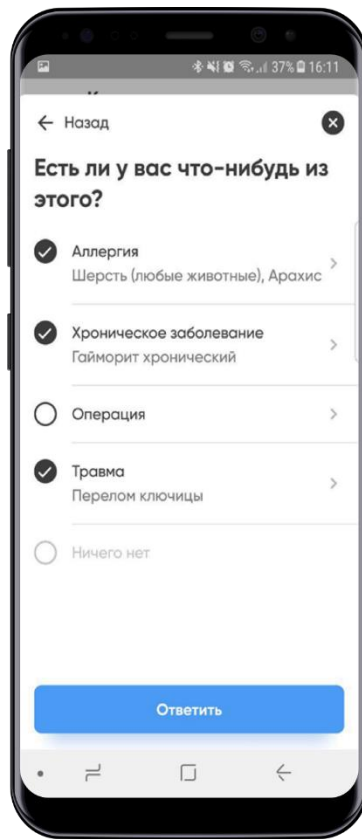 37% 16:11
Назад
Есть ли у вас что-нибудь из
этого?
Аллергия
Шерсть (любые животные), Арахис
Хроническое заболевание
Гайморит хронический
Операция
Травма
Перелом ключицы
Ничего нет
Ответить